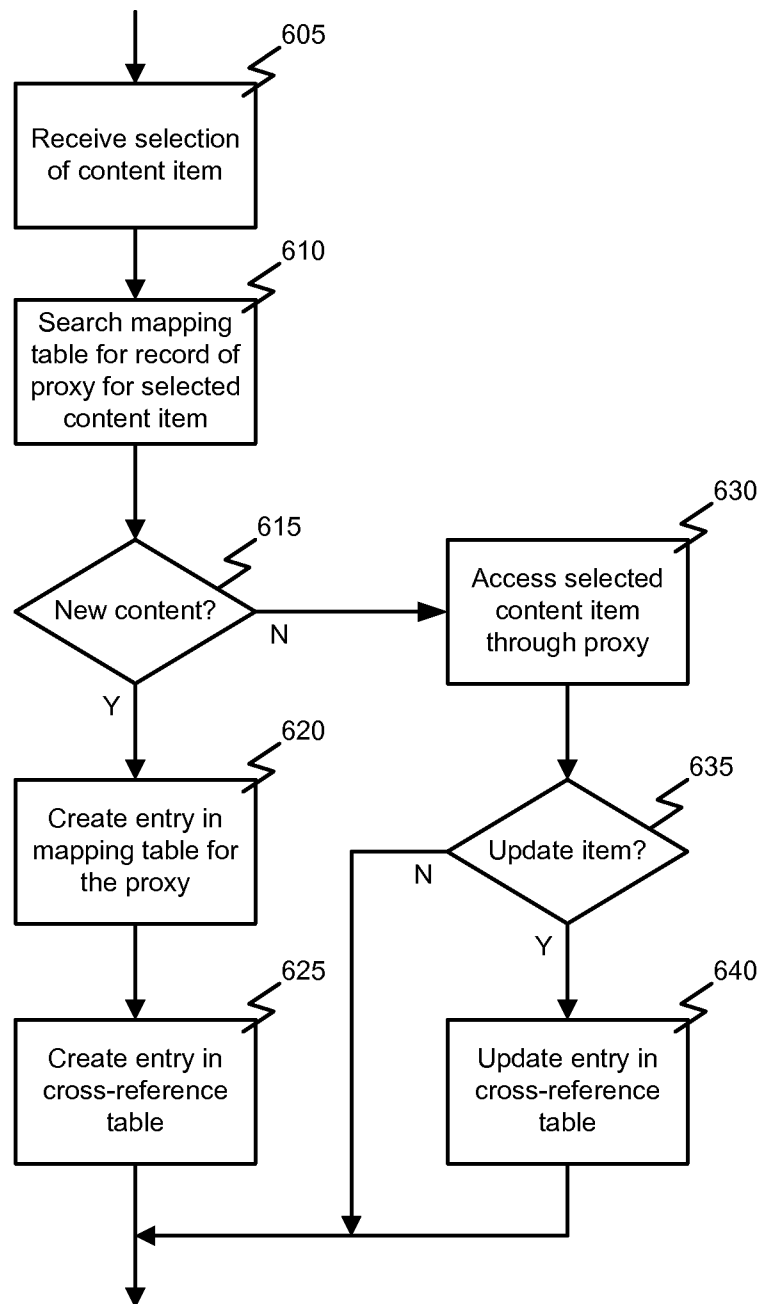 605
Receive selection
of content item
610
Search mapping
table for record of
proxy for selected
content item
615
New content?
N
Y
630
Access selected
content item
through proxy
620
Create entry in
mapping table for
the proxy
635
Update item?
N
Y
625
Create entry in
cross-reference
table
640
Update entry in
cross-reference
table